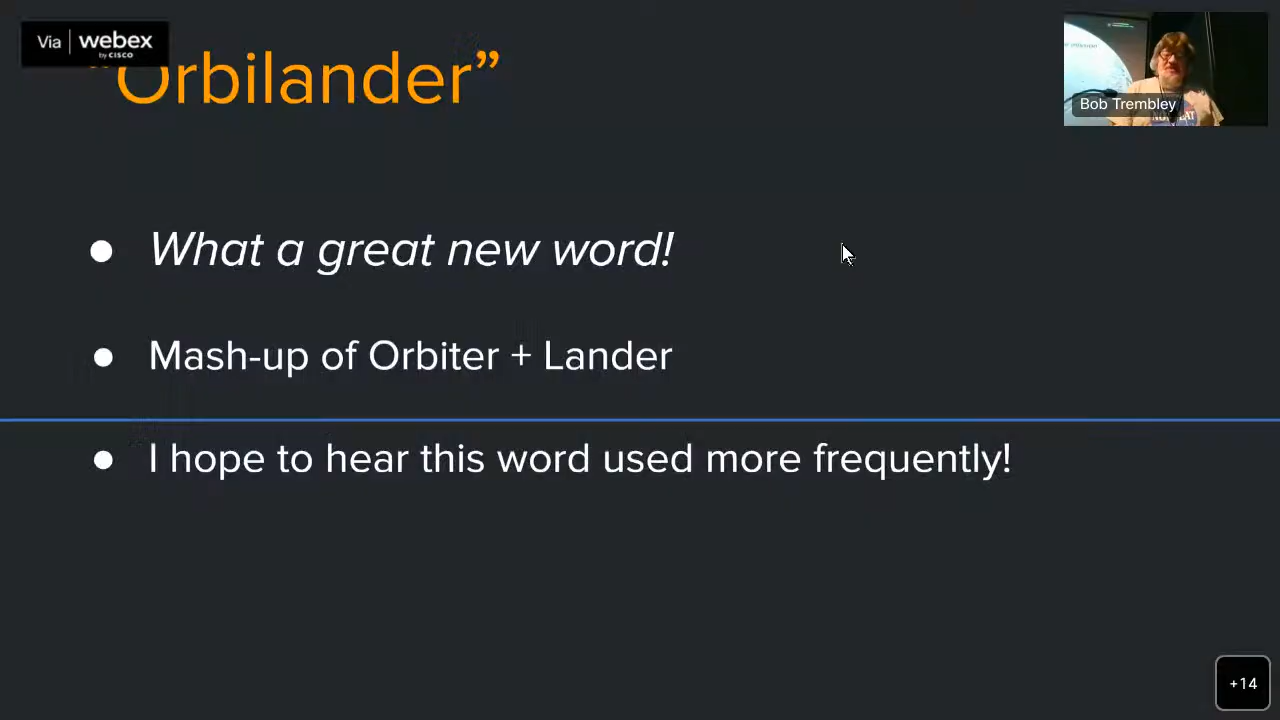 Via webex
by CISCO
“Orbilander”
Bob Trembley
● What a great new word!
● Mash-up of Orbiter + Lander
● I hope to hear this word used more frequently!
+14